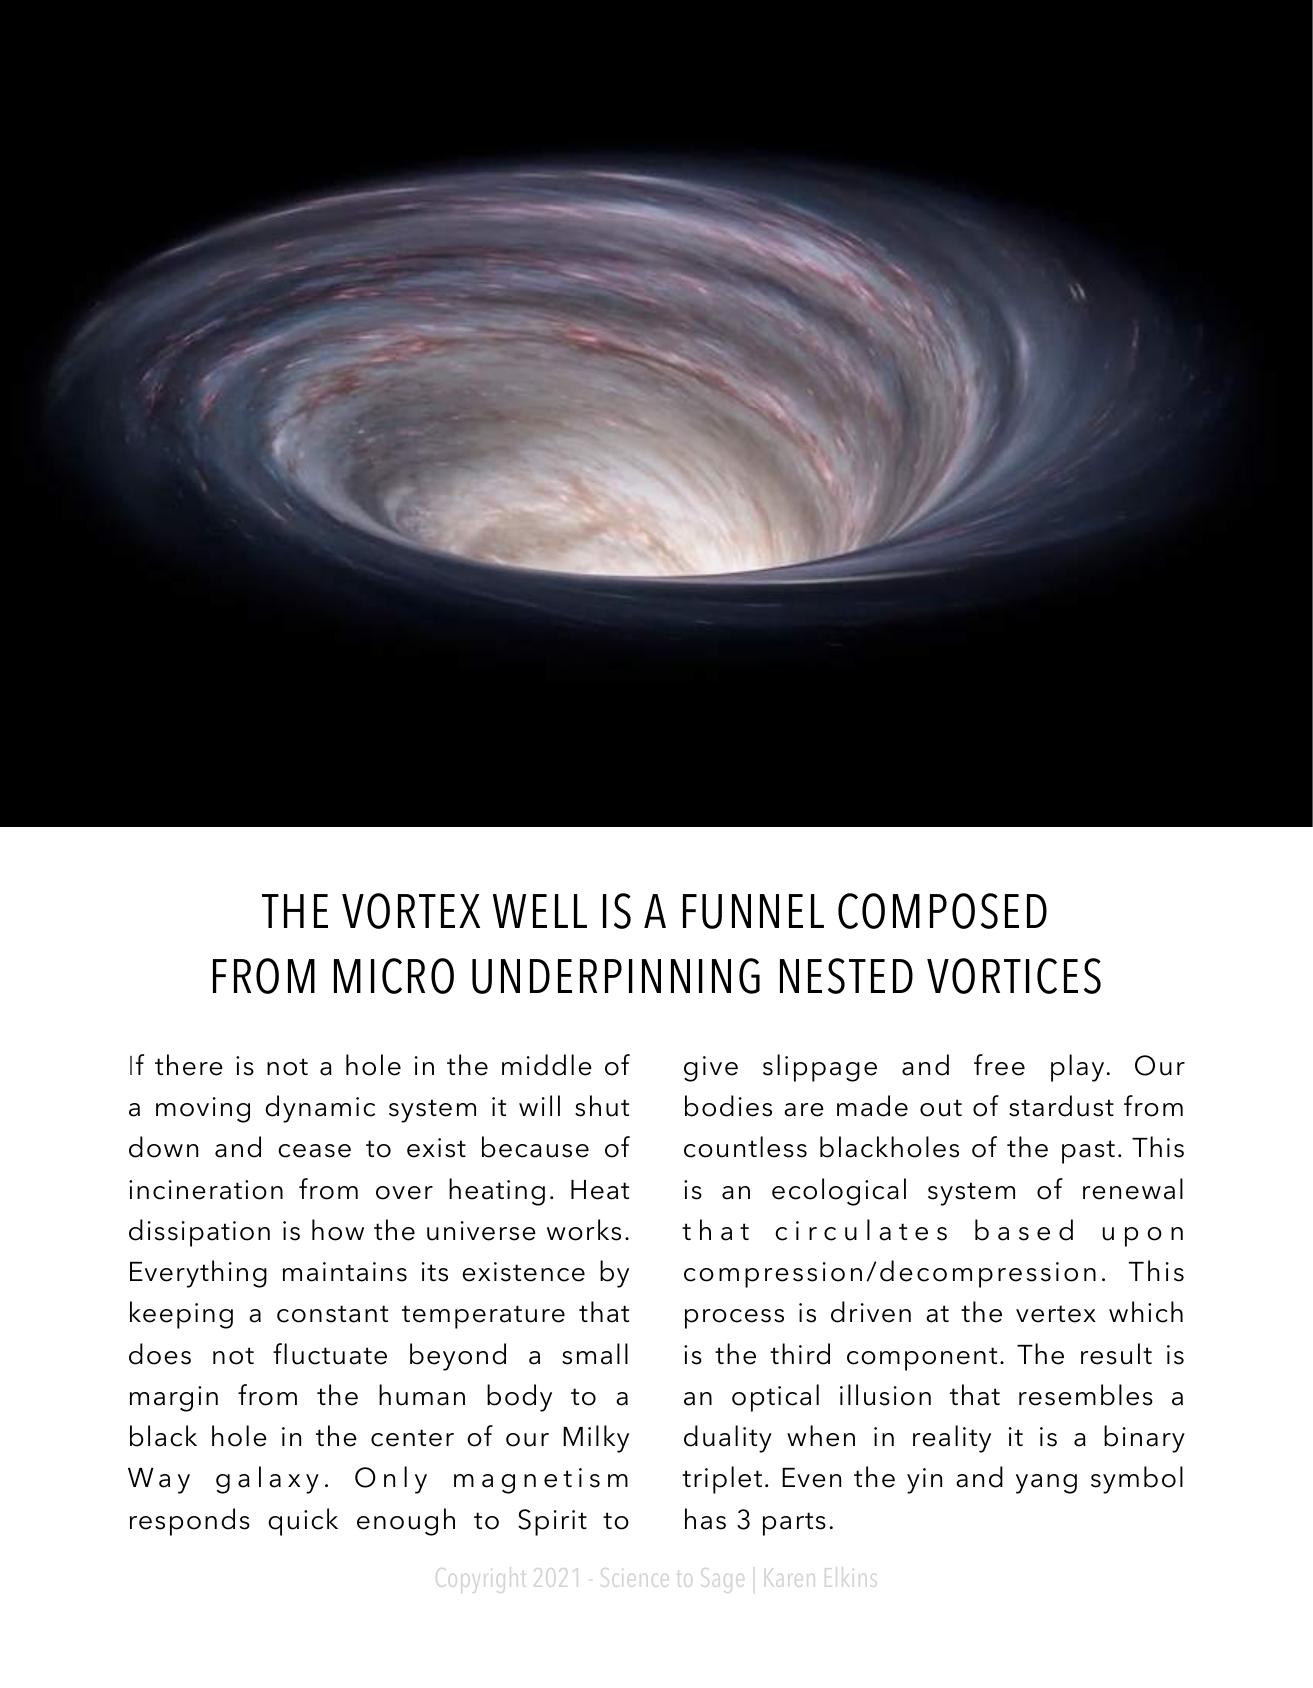 THE VORTEX WELL IS A FUNNEL COMPOSED
FROM MICRO UNDERPINNING NESTED VORTICES
If there is not a hole in the middle of
a moving dynamic system it will shut
down and cease to exist because of
incineration from over heating. Heat
dissipation is how the universe works.
Everything maintains its existence by
keeping a constant temperature that
does not fluctuate beyond a small
margin from the human body to a
black hole in the center of our Milky
Way galaxy. Only magnetism
responds quick enough to Spirit to
give slippage and free play. Our
bodies are made out of stardust from
countless blackholes of the past. This
is an ecological system of renewal
that circulates based upon
compression/decompression. This
process is driven at the vertex which
is the third component. The result is
an optical illusion that resembles a
duality when in reality it is a binary
triplet. Even the yin and yang symbol
has 3 parts.
Copyright 2021 - Science to Sage | Karen Elkins